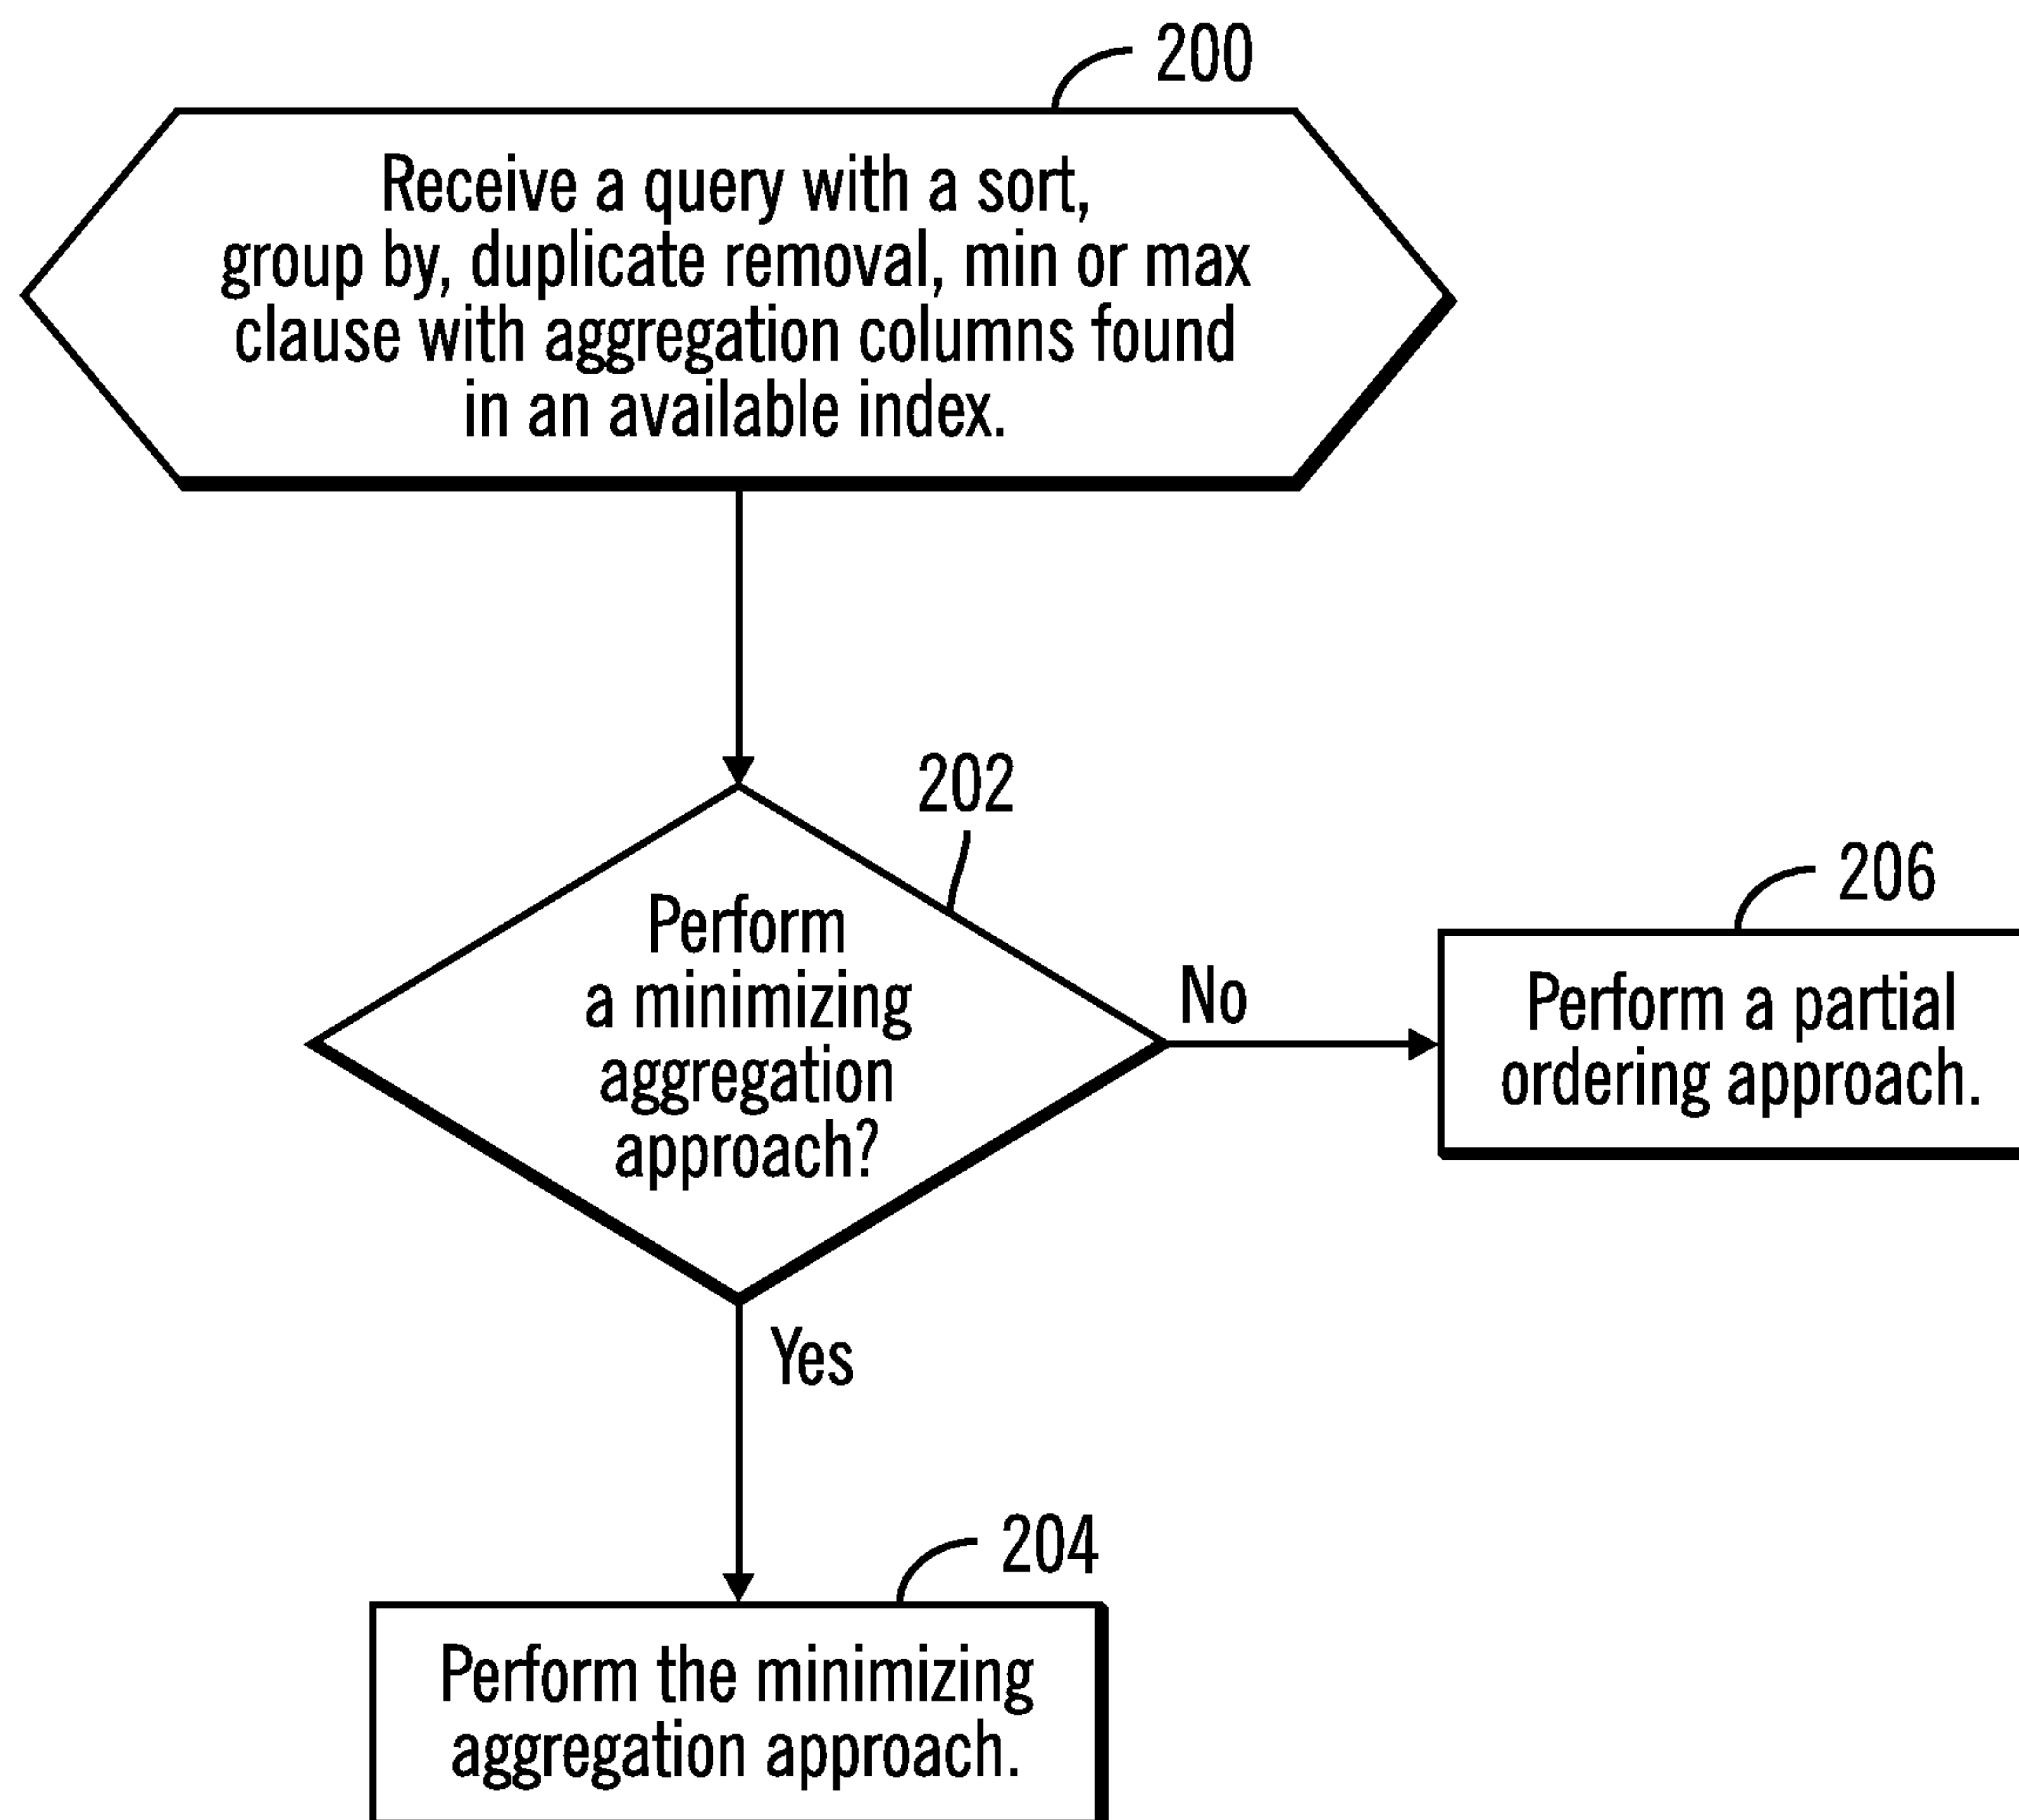 200
Receive a query with a sort,
group by, duplicate removal, min or max
clause with aggregation columns found
in an available index.
202
Perform
a minimizing
aggregation
approach?
No
206
Perform a partial
ordering approach.
Yes
204
Perform the minimizing
aggregation approach.